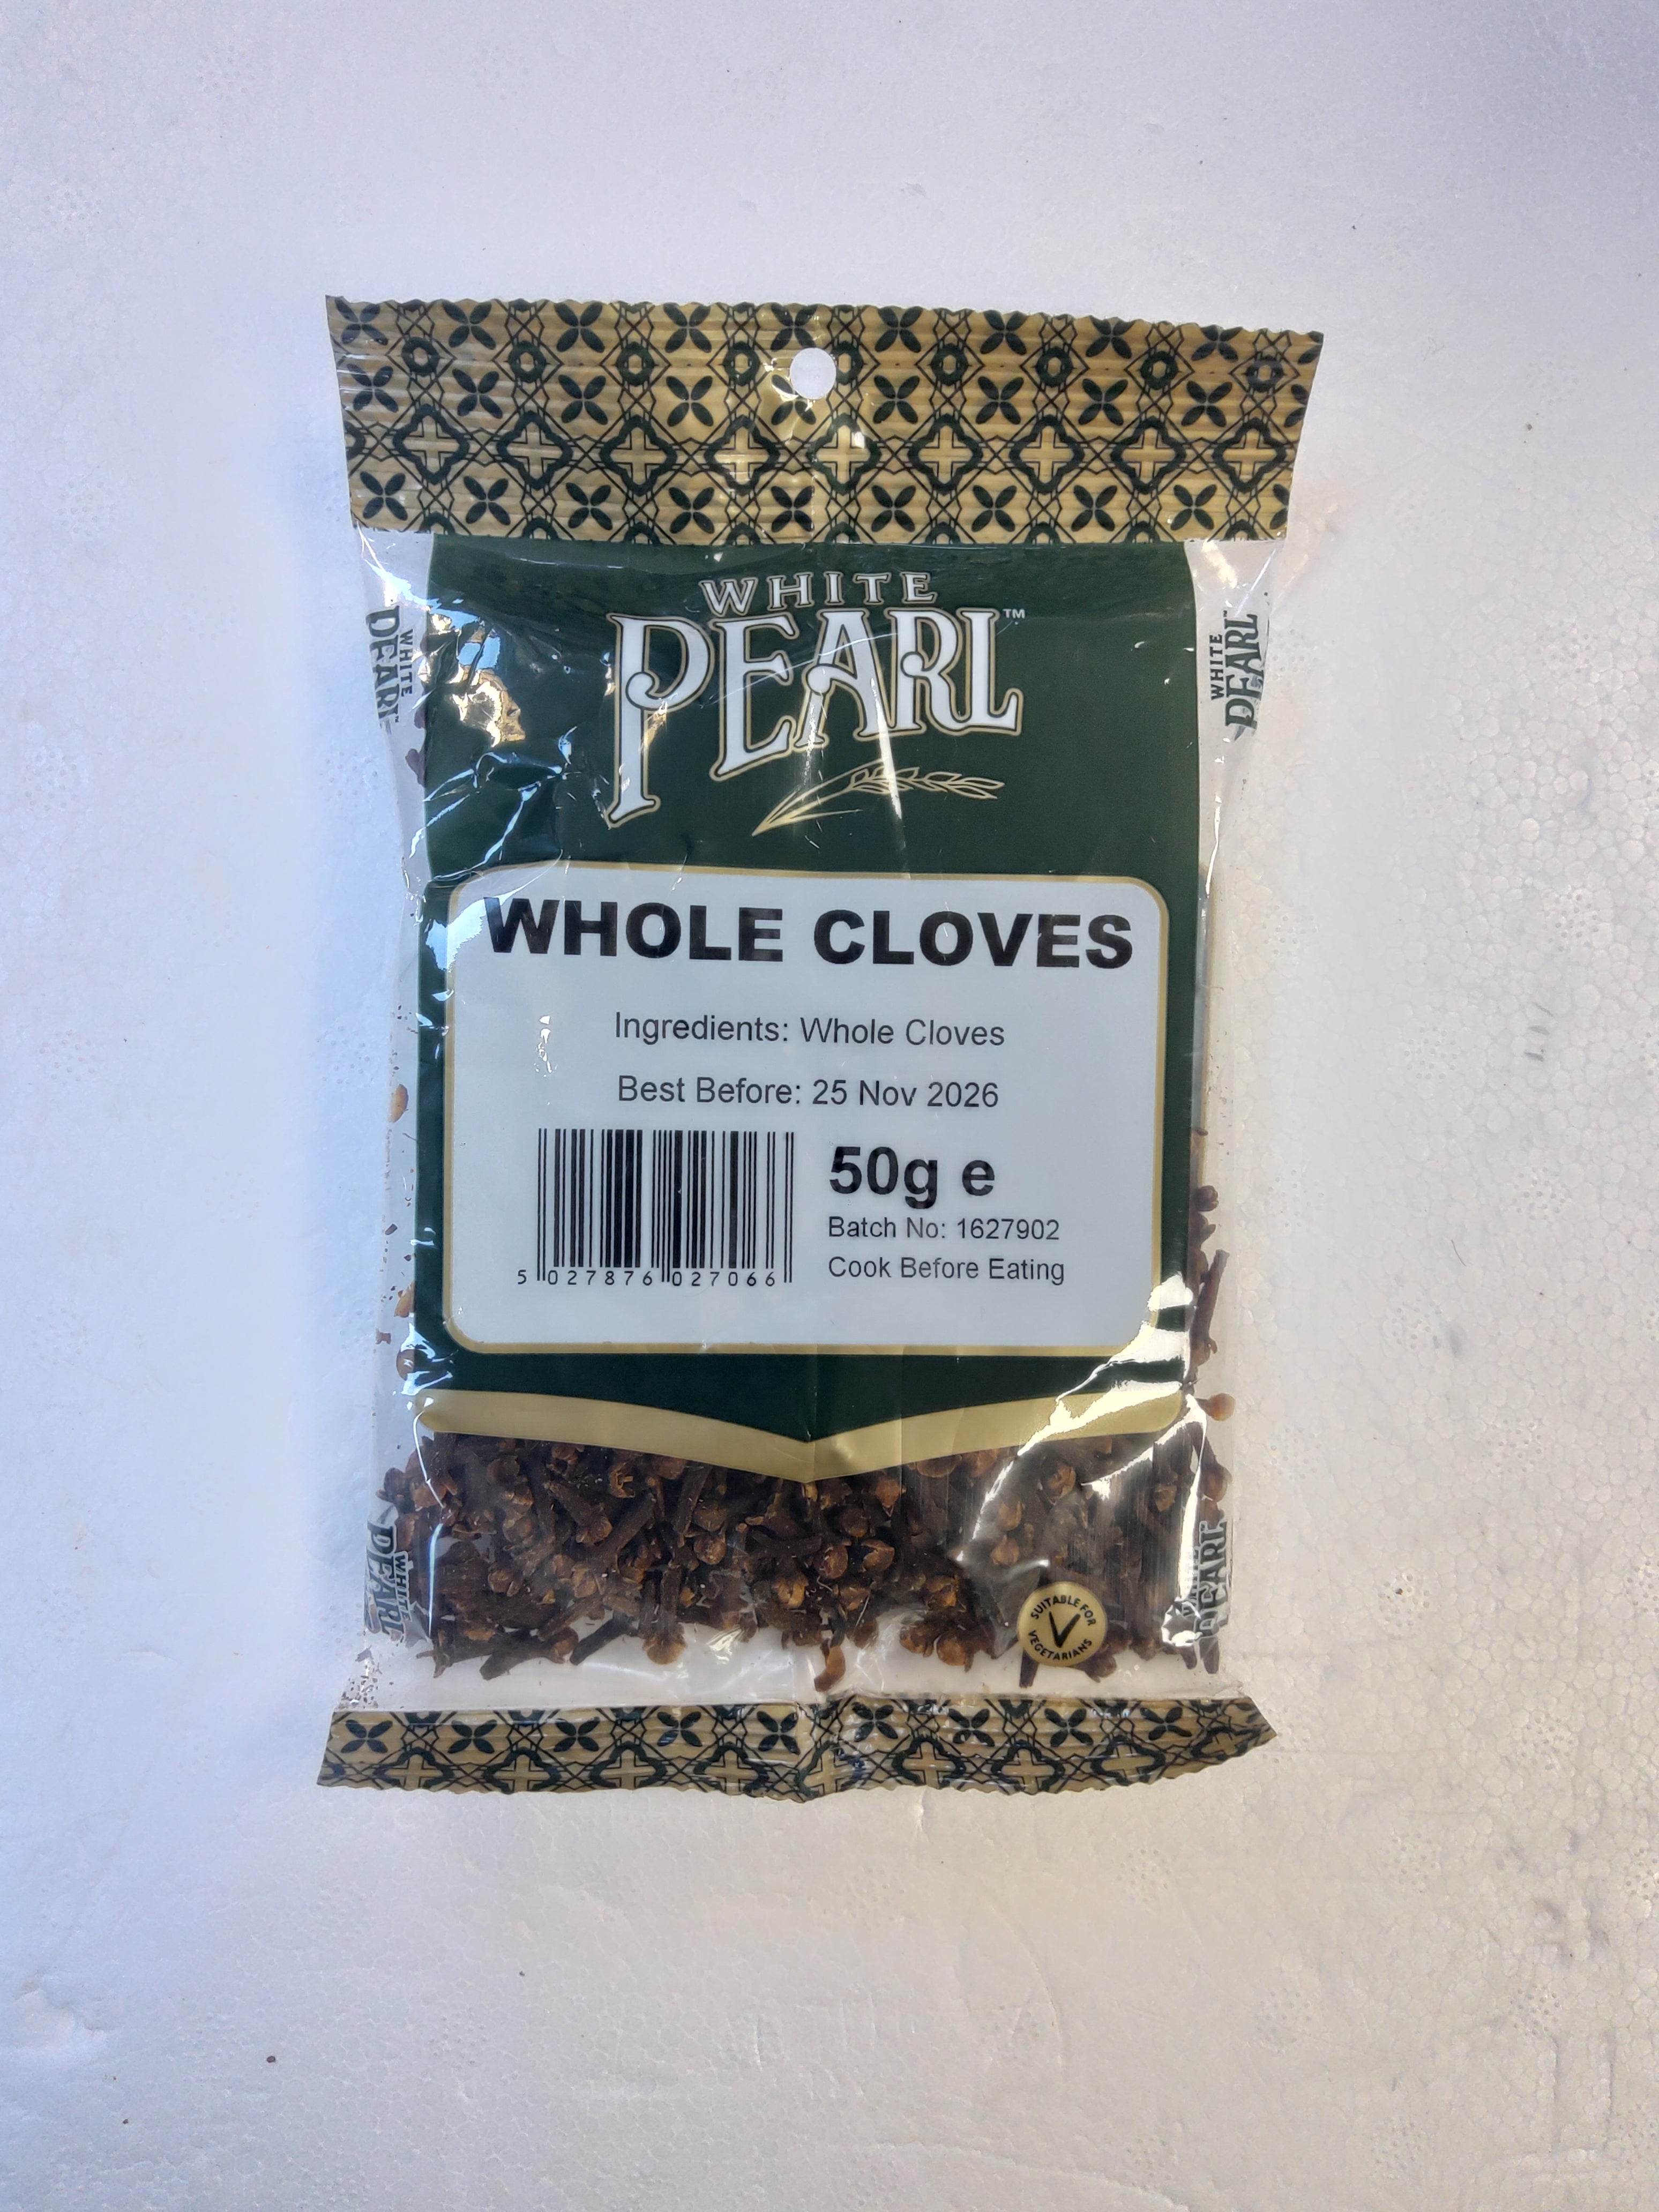 WHITE
PEARL™
WHITE
PEARL
WHITE
PEARL
WHOLE CLOVES
Ingredients: Whole Cloves
Best Before: 25 Nov 2026
50g e
Batch No: 1627902
Cook Before Eating
5 027876 027066
WHITE
PEARL
WHITE
PEARL
SUITABLE FOR
V
VEGETARIANS